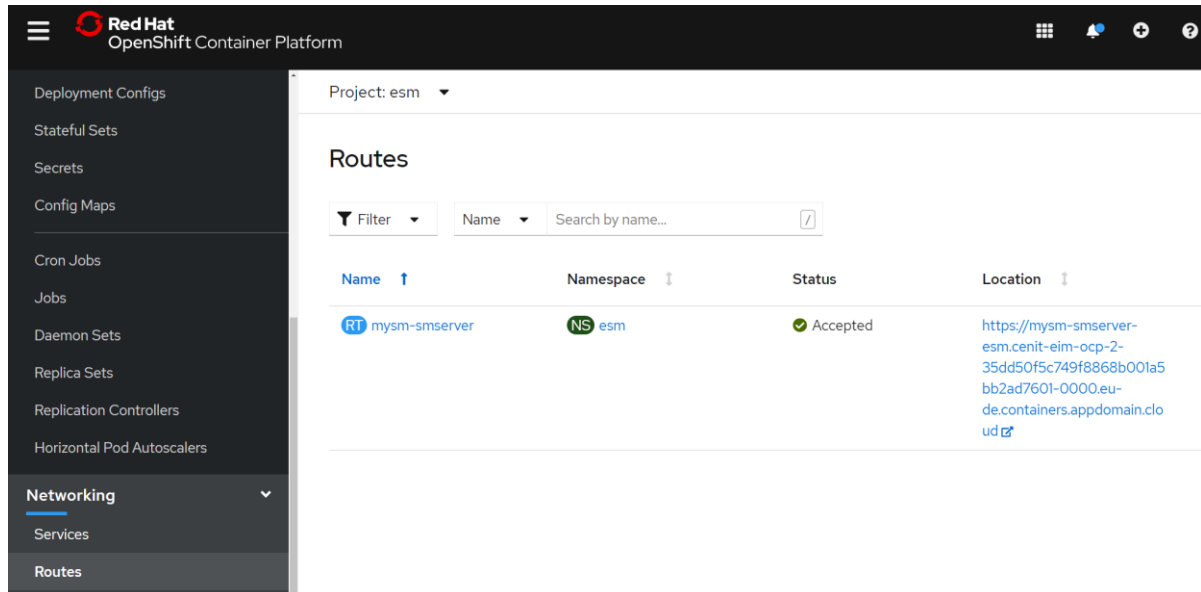 Red Hat
OpenShift Container Platform
Deployment Configs
Stateful Sets
Secrets
Config Maps
Cron Jobs
Jobs
Daemon Sets
Replica Sets
Replication Controllers
Horizontal Pod Autoscalers
Networking
Services
Routes
Project: esm
Routes
Filter Name Search by name... /
Name Namespace Status Location
RT mysm-smserver NS esm Accepted https://mysm-smserver-
esm.cenit-eim-ocp-2-
35dd50f5c749f8868b001a5
bb2ad7601-0000.eu-
de.containers.appdomain.clo
ud